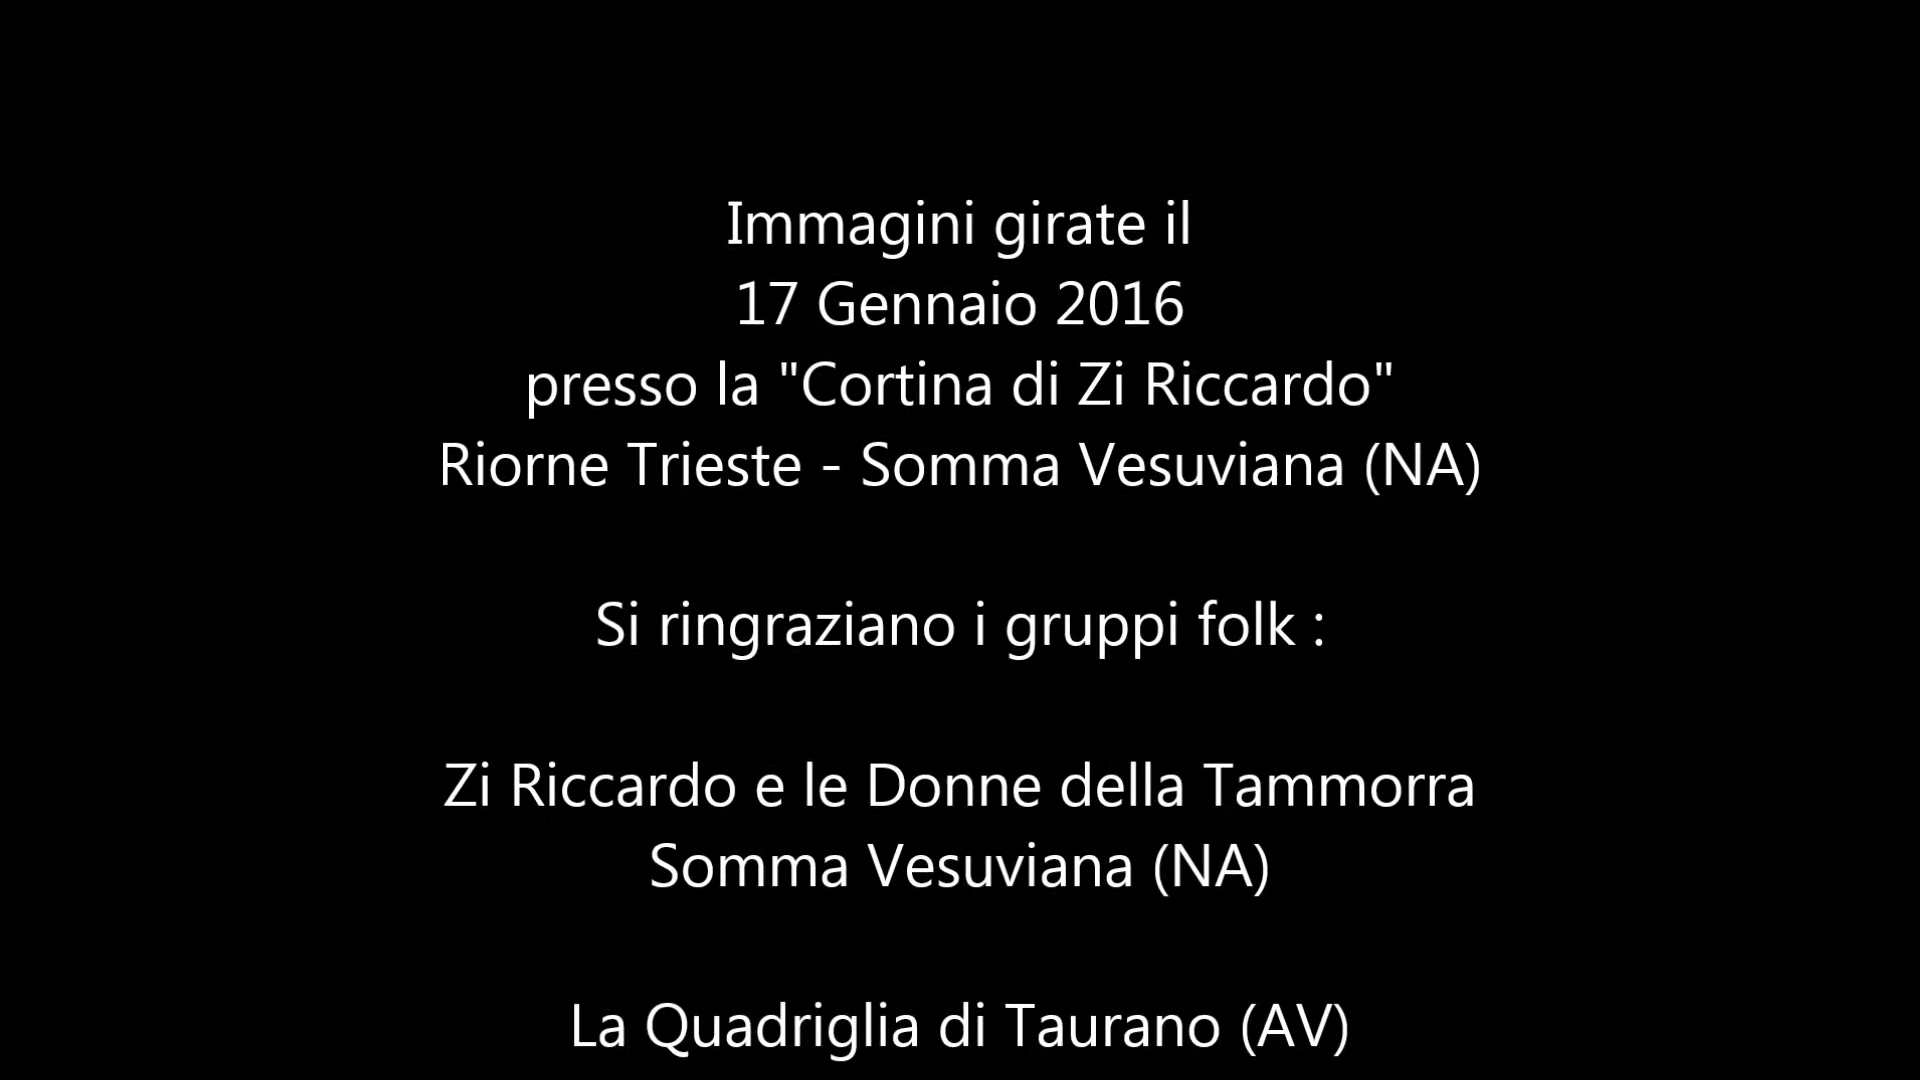 Immagini girate il
17 Gennaio 2016
presso la "Cortina di Zi Riccardo"
Riorne Trieste - Somma Vesuviana (NA)
Si ringraziano i gruppi folk :
Zi Riccardo e le Donne della Tammorra
Somma Vesuviana (NA)
La Quadriglia di Taurano (AV)